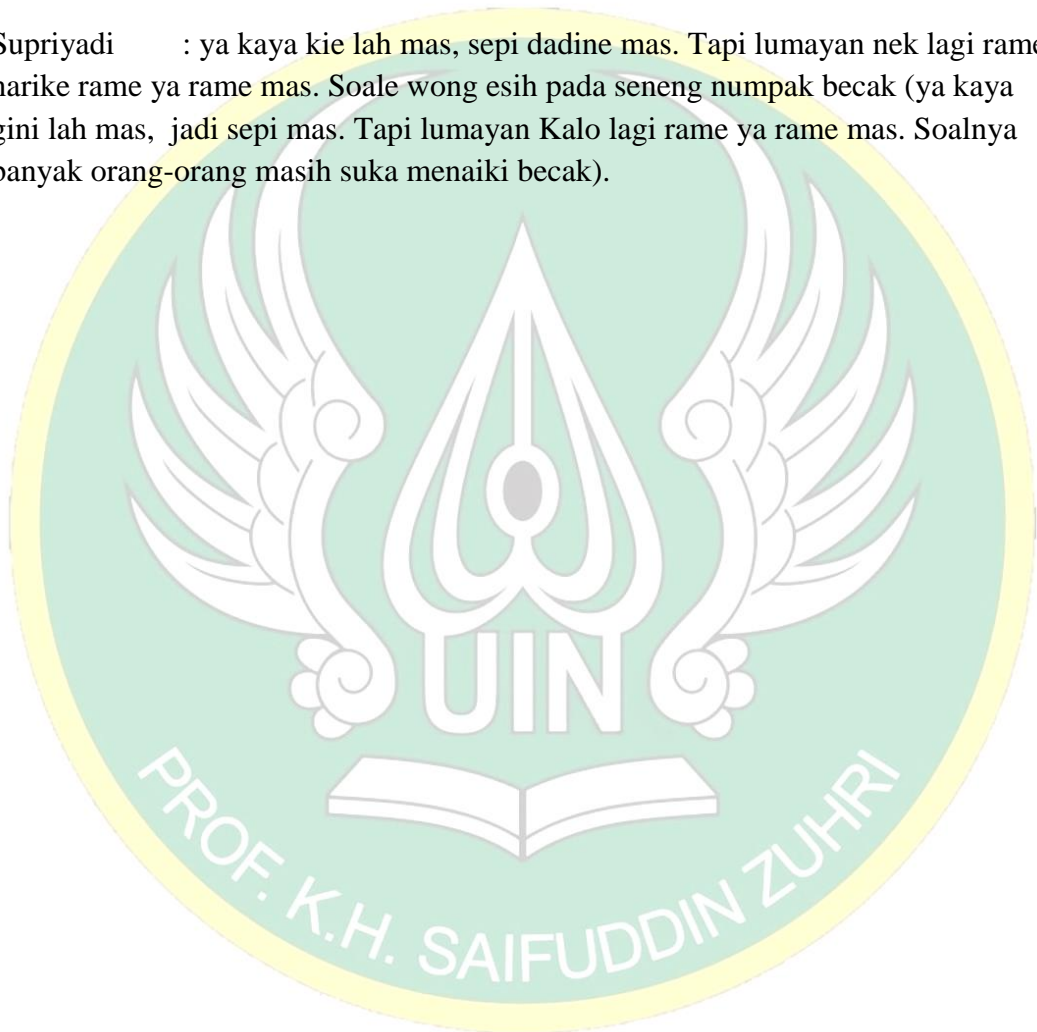 Supriyadi : ya kaya kie lah mas, sepi dadine mas. Tapi lumayan nek lagi rame
narike rame ya rame mas. Soale wong esih pada seneng numpak becak (ya kaya
gini lah mas, jadi sepi mas. Tapi lumayan Kalo lagi rame ya rame mas. Soalnya
banyak orang-orang masih suka menaiki becak).
UIN
PROF. K.H. SAIFUDDIN ZUHRI